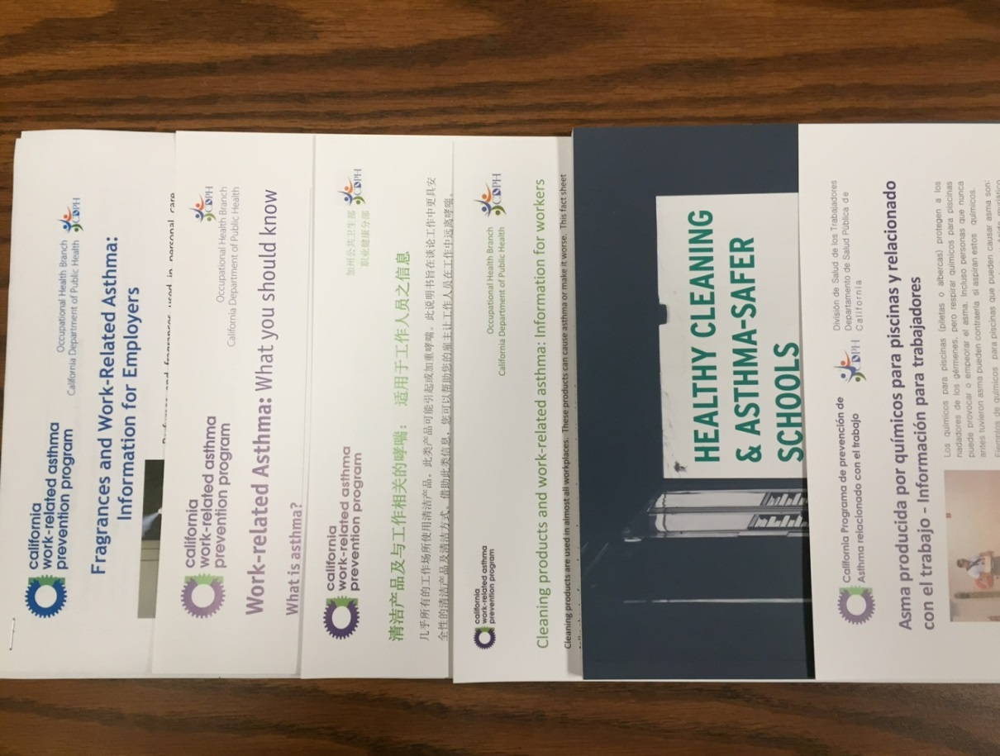 california
work-related asthma
prevention program
Occupational Health Branch
California Department of Public Health
CDPH
Fragrances and Work-Related Asthma:
Information for Employers
fragrances used in personal care
california
work-related asthma
prevention program
CDPH
Occupational Health Branch
California Department of Public Health
Work-related Asthma: What you should know
What is asthma?
california
work-related asthma
prevention program
加州公共卫生部
职业健康分部
CDPH
清洁产品及与工作相关的哮喘： 适用于工作人员之信息
几乎所有的工作场所使用清洁产品。此类产品可能引起或加重哮喘。此说明书旨在谈论工作中更具安
全性的清洁产品及清洁方式。借助此类信息，您可以帮助您的雇主让工作人员在工作中远离哮喘。
california
work-related asthma
prevention program
Occupational Health Branch
California Department of Public Health
CDPH
Cleaning products and work-related asthma: Information for workers
Cleaning products are used in almost all workplaces. These products can cause asthma or make it worse. This fact sheet
HEALTHY CLEANING
& ASTHMA-SAFER
SCHOOLS
California Programa de prevención de
Asthma relacionado con el trabajo
CDPH
División de Salud de los Trabajadores
Departamento de Salud Pública de
California
Asma producida por químicos para piscinas y relacionado
con el trabajo - Información para trabajadores
Los químicos para piscinas (piletas o albercas) protegen a los
nadadores de los gérmenes, pero respirar químicos para piscinas
puede provocar o empeorar el asma. Incluso personas que nunca
antes tuvieron asma pueden contraerla si aspiran estos químicos.
Ejemplos de químicos para piscinas que pueden causar asma son: